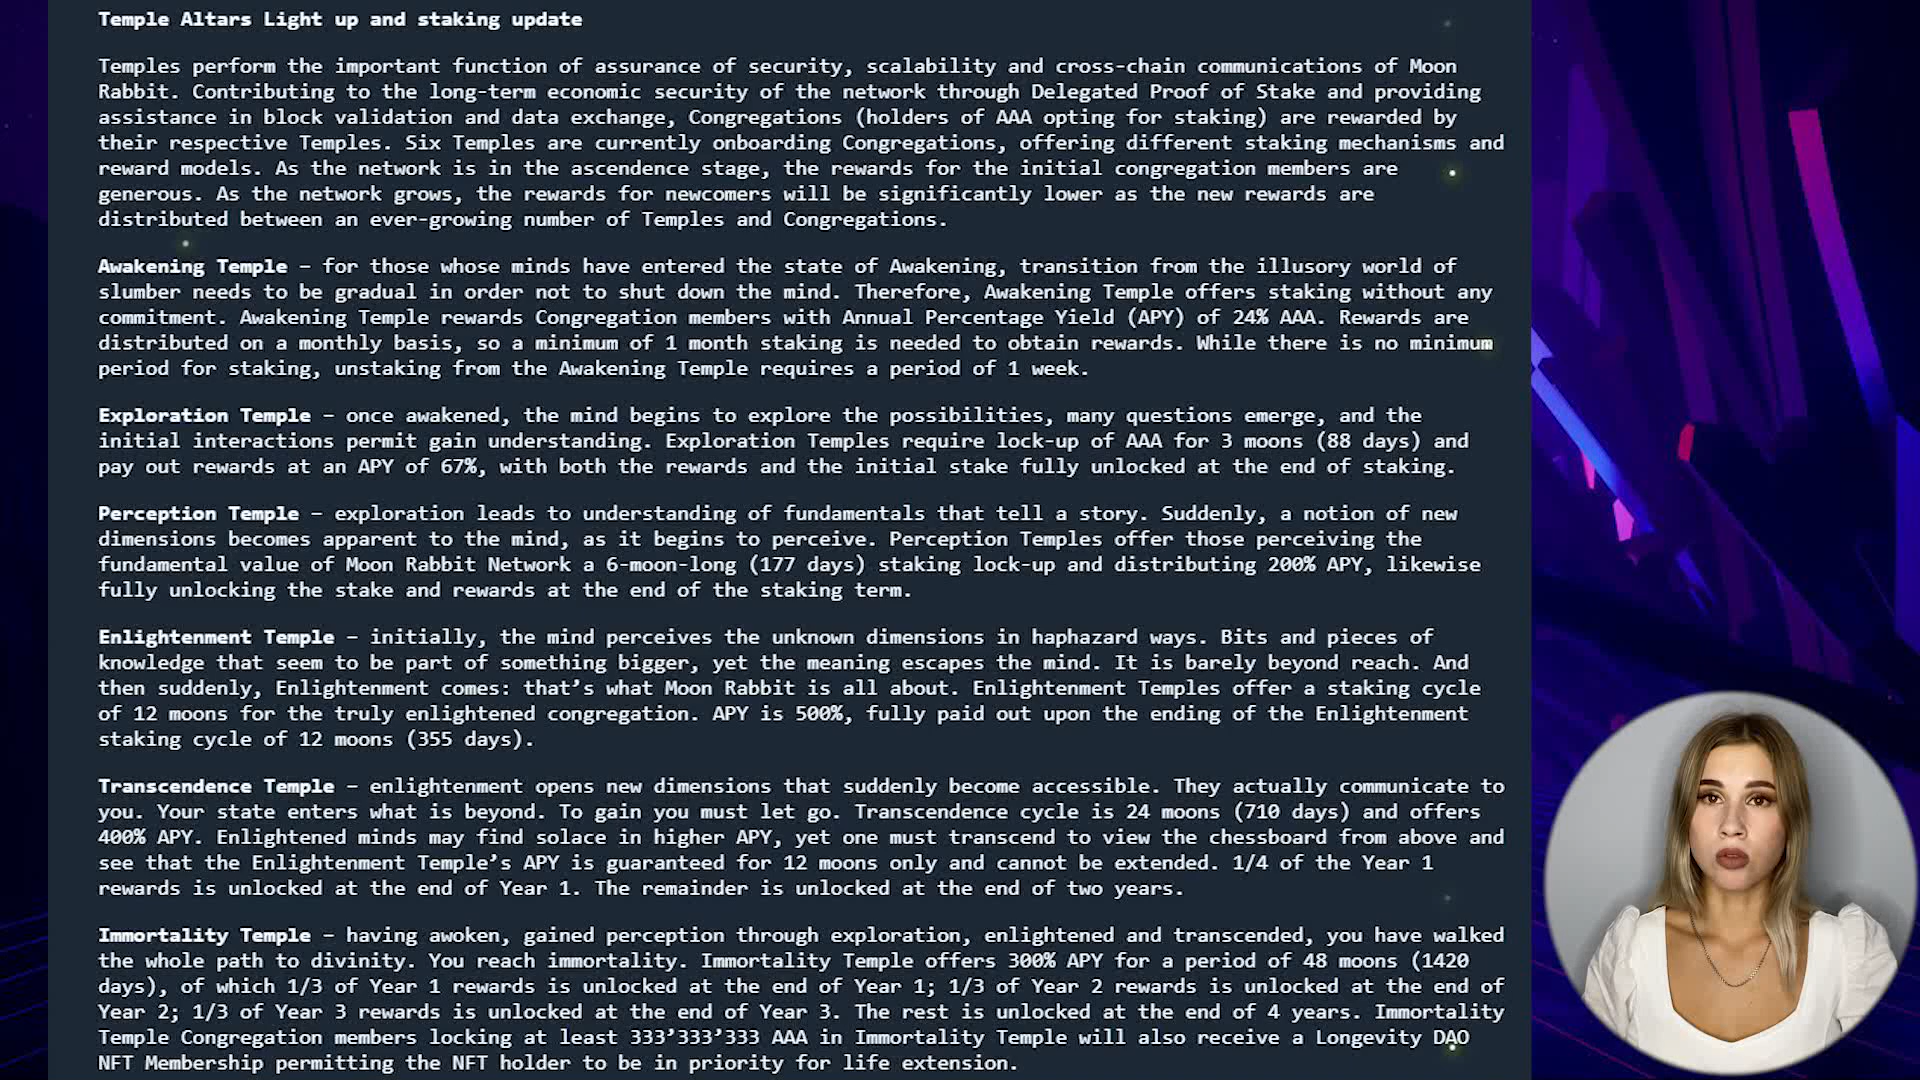 Temple Altars Light up and staking update
Temples perform the important function of assurance of security, scalability and cross-chain communications of Moon
Rabbit. Contributing to the long-term economic security of the network through Delegated Proof of Stake and providing
assistance in block validation and data exchange, Congregations (holders of AAA opting for staking) are rewarded by
their respective Temples. Six Temples are currently onboarding Congregations, offering different staking mechanisms and
reward models. As the network is in the ascendence stage, the rewards for the initial congregation members are
generous. As the network grows, the rewards for newcomers will be significantly lower as the new rewards are
distributed between an ever-growing number of Temples and Congregations.
Awakening Temple – for those whose minds have entered the state of Awakening, transition from the illusory world of
slumber needs to be gradual in order not to shut down the mind. Therefore, Awakening Temple offers staking without any
commitment. Awakening Temple rewards Congregation members with Annual Percentage Yield (APY) of 24% AAA. Rewards are
distributed on a monthly basis, so a minimum of 1 month staking is needed to obtain rewards. While there is no minimum
period for staking, unstaking from the Awakening Temple requires a period of 1 week.
Exploration Temple – once awakened, the mind begins to explore the possibilities, many questions emerge, and the
initial interactions permit gain understanding. Exploration Temples require lock-up of AAA for 3 moons (88 days) and
pay out rewards at an APY of 67%, with both the rewards and the initial stake fully unlocked at the end of staking.
Perception Temple – exploration leads to understanding of fundamentals that tell a story. Suddenly, a notion of new
dimensions becomes apparent to the mind, as it begins to perceive. Perception Temples offer those perceiving the
fundamental value of Moon Rabbit Network a 6-moon-long (177 days) staking lock-up and distributing 200% APY, likewise
fully unlocking the stake and rewards at the end of the staking term.
Enlightenment Temple – initially, the mind perceives the unknown dimensions in haphazard ways. Bits and pieces of
knowledge that seem to be part of something bigger, yet the meaning escapes the mind. It is barely beyond reach. And
then suddenly, Enlightenment comes: that’s what Moon Rabbit is all about. Enlightenment Temples offer a staking cycle
of 12 moons for the truly enlightened congregation. APY is 500%, fully paid out upon the ending of the Enlightenment
staking cycle of 12 moons (355 days).
Transcendence Temple – enlightenment opens new dimensions that suddenly become accessible. They actually communicate to
you. Your state enters what is beyond. To gain you must let go. Transcendence cycle is 24 moons (710 days) and offers
400% APY. Enlightened minds may find solace in higher APY, yet one must transcend to view the chessboard from above and
see that the Enlightenment Temple’s APY is guaranteed for 12 moons only and cannot be extended. 1/4 of the Year 1
rewards is unlocked at the end of Year 1. The remainder is unlocked at the end of two years.
Immortality Temple – having awoken, gained perception through exploration, enlightened and transcended, you have walked
the whole path to divinity. You reach immortality. Immortality Temple offers 300% APY for a period of 48 moons (1420
days), of which 1/3 of Year 1 rewards is unlocked at the end of Year 1; 1/3 of Year 2 rewards is unlocked at the end of
Year 2; 1/3 of Year 3 rewards is unlocked at the end of Year 3. The rest is unlocked at the end of 4 years. Immortality
Temple Congregation members locking at least 333’333’333 AAA in Immortality Temple will also receive a Longevity DAO
NFT Membership permitting the NFT holder to be in priority for life extension.